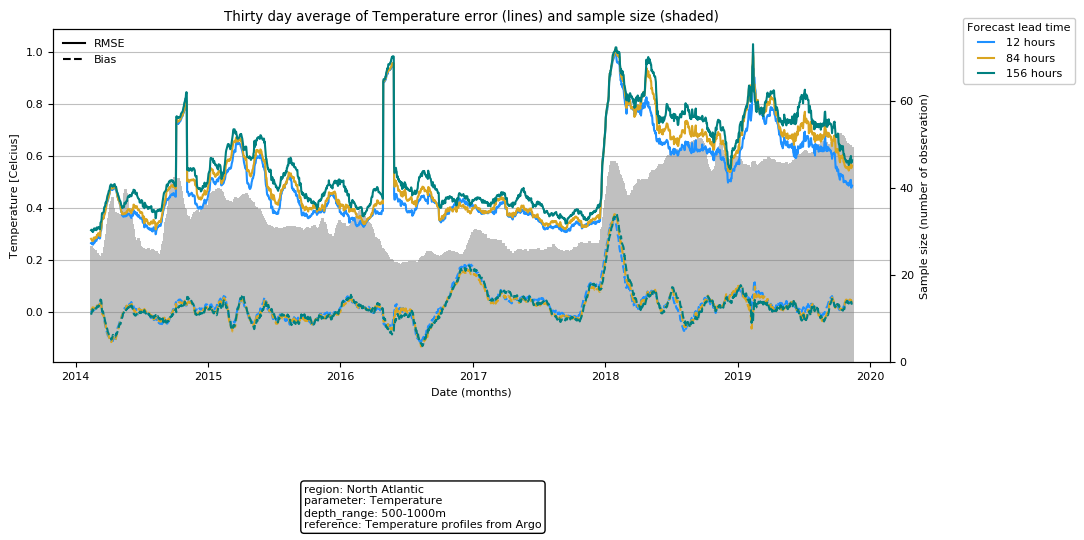 Thirty day average of Temperature error (lines) and sample size (shaded)
Forecast lead time
12 hours
84 hours
156 hours
RMSE
Bias
Temperature [Celcius]
1.0
0.8
0.6
0.4
0.2
0.0
Sample size (number of observation)
60
40
20
0
2014 2015 2016 2017 2018 2019 2020
Date (months)
region: North Atlantic
parameter: Temperature
depth_range: 500-1000m
reference: Temperature profiles from Argo